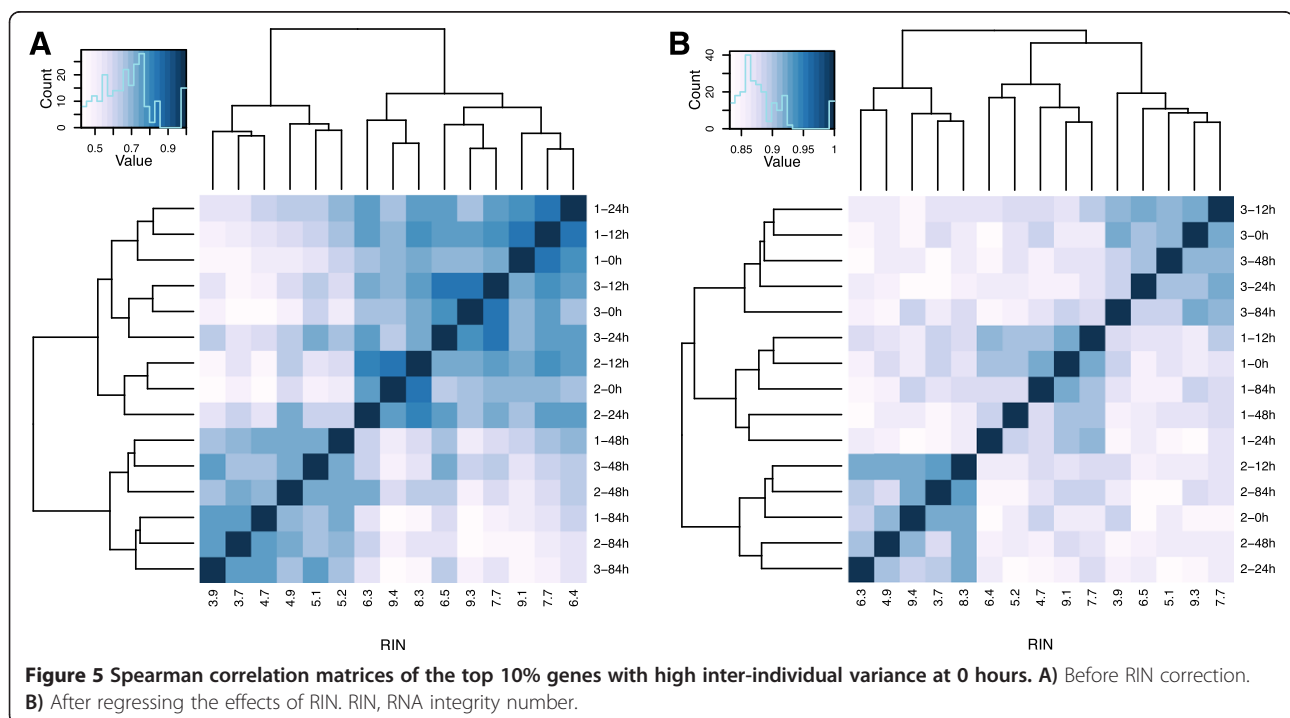 A
Count
0
10
20
0.5
0.7
0.9
Value
1−24h
1−12h
1−0h
3−12h
3−0h
3−24h
2−12h
2−0h
2−24h
1−48h
3−48h
2−48h
1−84h
2−84h
3−84h
3.9 3.7 4.7 4.9 5.1 5.2 6.3 9.4 8.3 6.5 9.3 7.7 9.1 7.7 6.4
RIN
B
Count
0
20
40
0.85
0.9
0.95
1
Value
3−12h
3−0h
3−48h
3−24h
3−84h
1−12h
1−0h
1−84h
1−48h
1−24h
2−12h
2−84h
2−0h
2−48h
2−24h
6.3 4.9 9.4 3.7 8.3 6.4 5.2 4.7 9.1 7.7 3.9 6.5 5.1 9.3 7.7
RIN
Figure 5 Spearman correlation matrices of the top 10% genes with high inter-individual variance at 0 hours. A) Before RIN correction.
B) After regressing the effects of RIN. RIN, RNA integrity number.